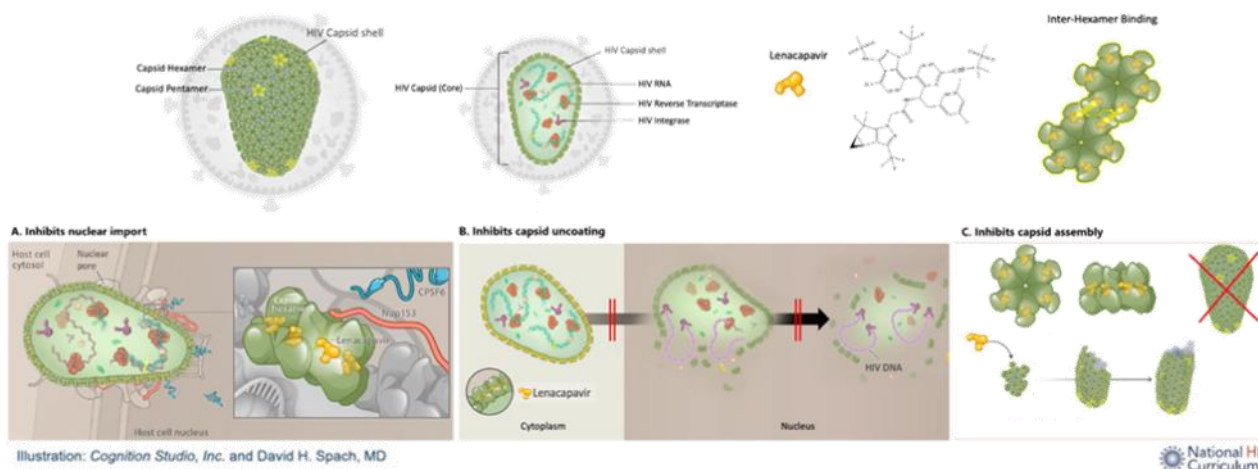 HIV Capsid shell
Capsid Hexamer
Capsid Pentamer
HIV Capsid shell
HIV Capsid (Core)
HIV RNA
HIV Reverse Transcriptase
HIV Integrase
Lenacapavir
Inter-Hexamer Binding
A. Inhibits nuclear import
Host cell
cytosol
Nuclear
pore
CPSF6
Nup153
Lenacapavir
Host cell nucleus
B. Inhibits capsid uncoating
Lenacapavir
HIV DNA
Cytoplasm
Nucleus
C. Inhibits capsid assembly
Illustration: Cognition Studio, Inc. and David H. Spach, MD
National H
Curriculum